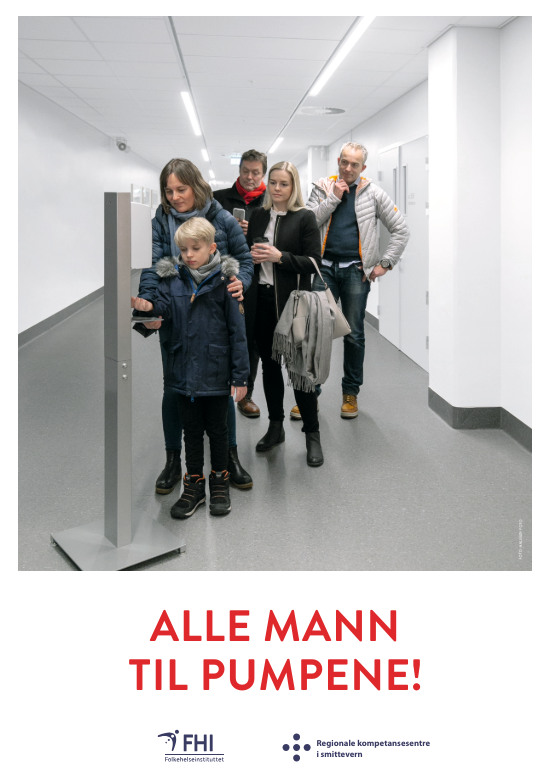 ALLE MANN
TIL PUMPENE!
FHI
Folkehelseinstituttet
Regionale kompetansesentre
i smittevern